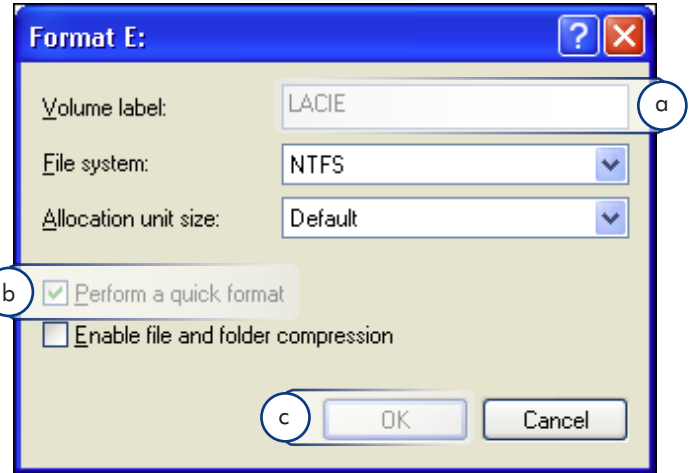 Format E:
Volume label: LACIE a
File system: NTFS
Allocation unit size: Default
b Perform a quick format
Enable file and folder compression
c OK Cancel